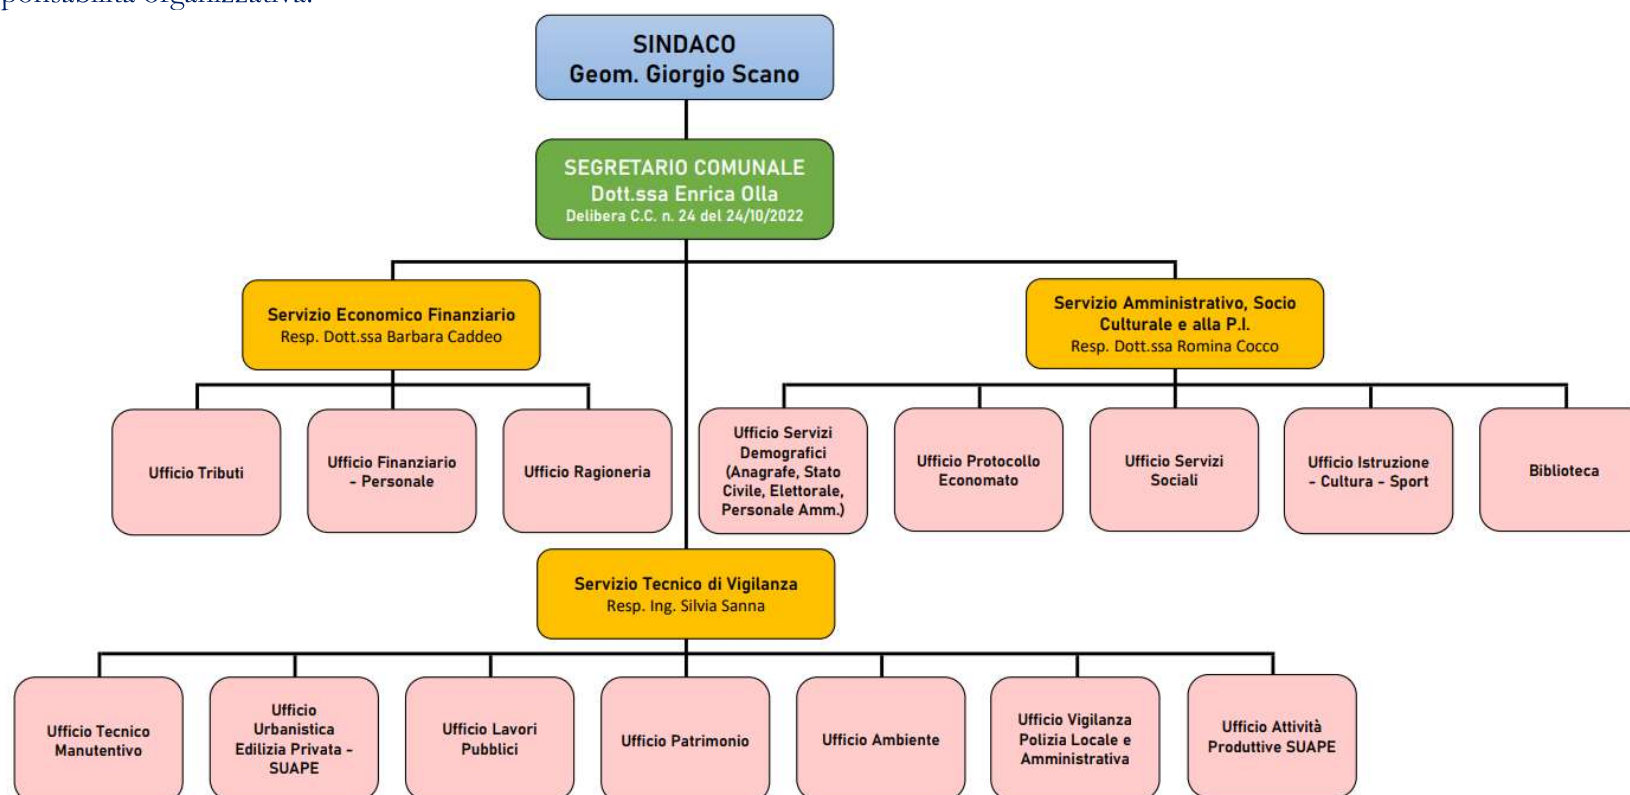 organizzativa.
SINDACO
Geom. Giorgio Scano
SEGRETARIO COMUNALE
Dott.ssa Enrica Olla
Delibera C.C. n. 24 del 24/10/2022
Servizio Economico Finanziario
Resp. Dott.ssa Barbara Caddeo
Servizio Amministrativo, Socio
Culturale e alla P.I.
Resp. Dott.ssa Romina Cocco
Ufficio Tributi
Ufficio Finanziario
- Personale
Ufficio Ragioneria
Ufficio Servizi
Demografici
(Anagrafe, Stato
Civile, Elettorale,
Personale Amm.)
Ufficio Protocollo
Economato
Ufficio Servizi
Sociali
Ufficio Istruzione
- Cultura - Sport
Biblioteca
Servizio Tecnico di Vigilanza
Resp. Ing. Silvia Sanna
Ufficio Tecnico
Manutentivo
Ufficio
Urbanistica
Edilizia Privata -
SUAPE
Ufficio Lavori
Pubblici
Ufficio Patrimonio
Ufficio Ambiente
Ufficio Vigilanza
Polizia Locale e
Amministrativa
Ufficio Attività
Produttive SUAPE